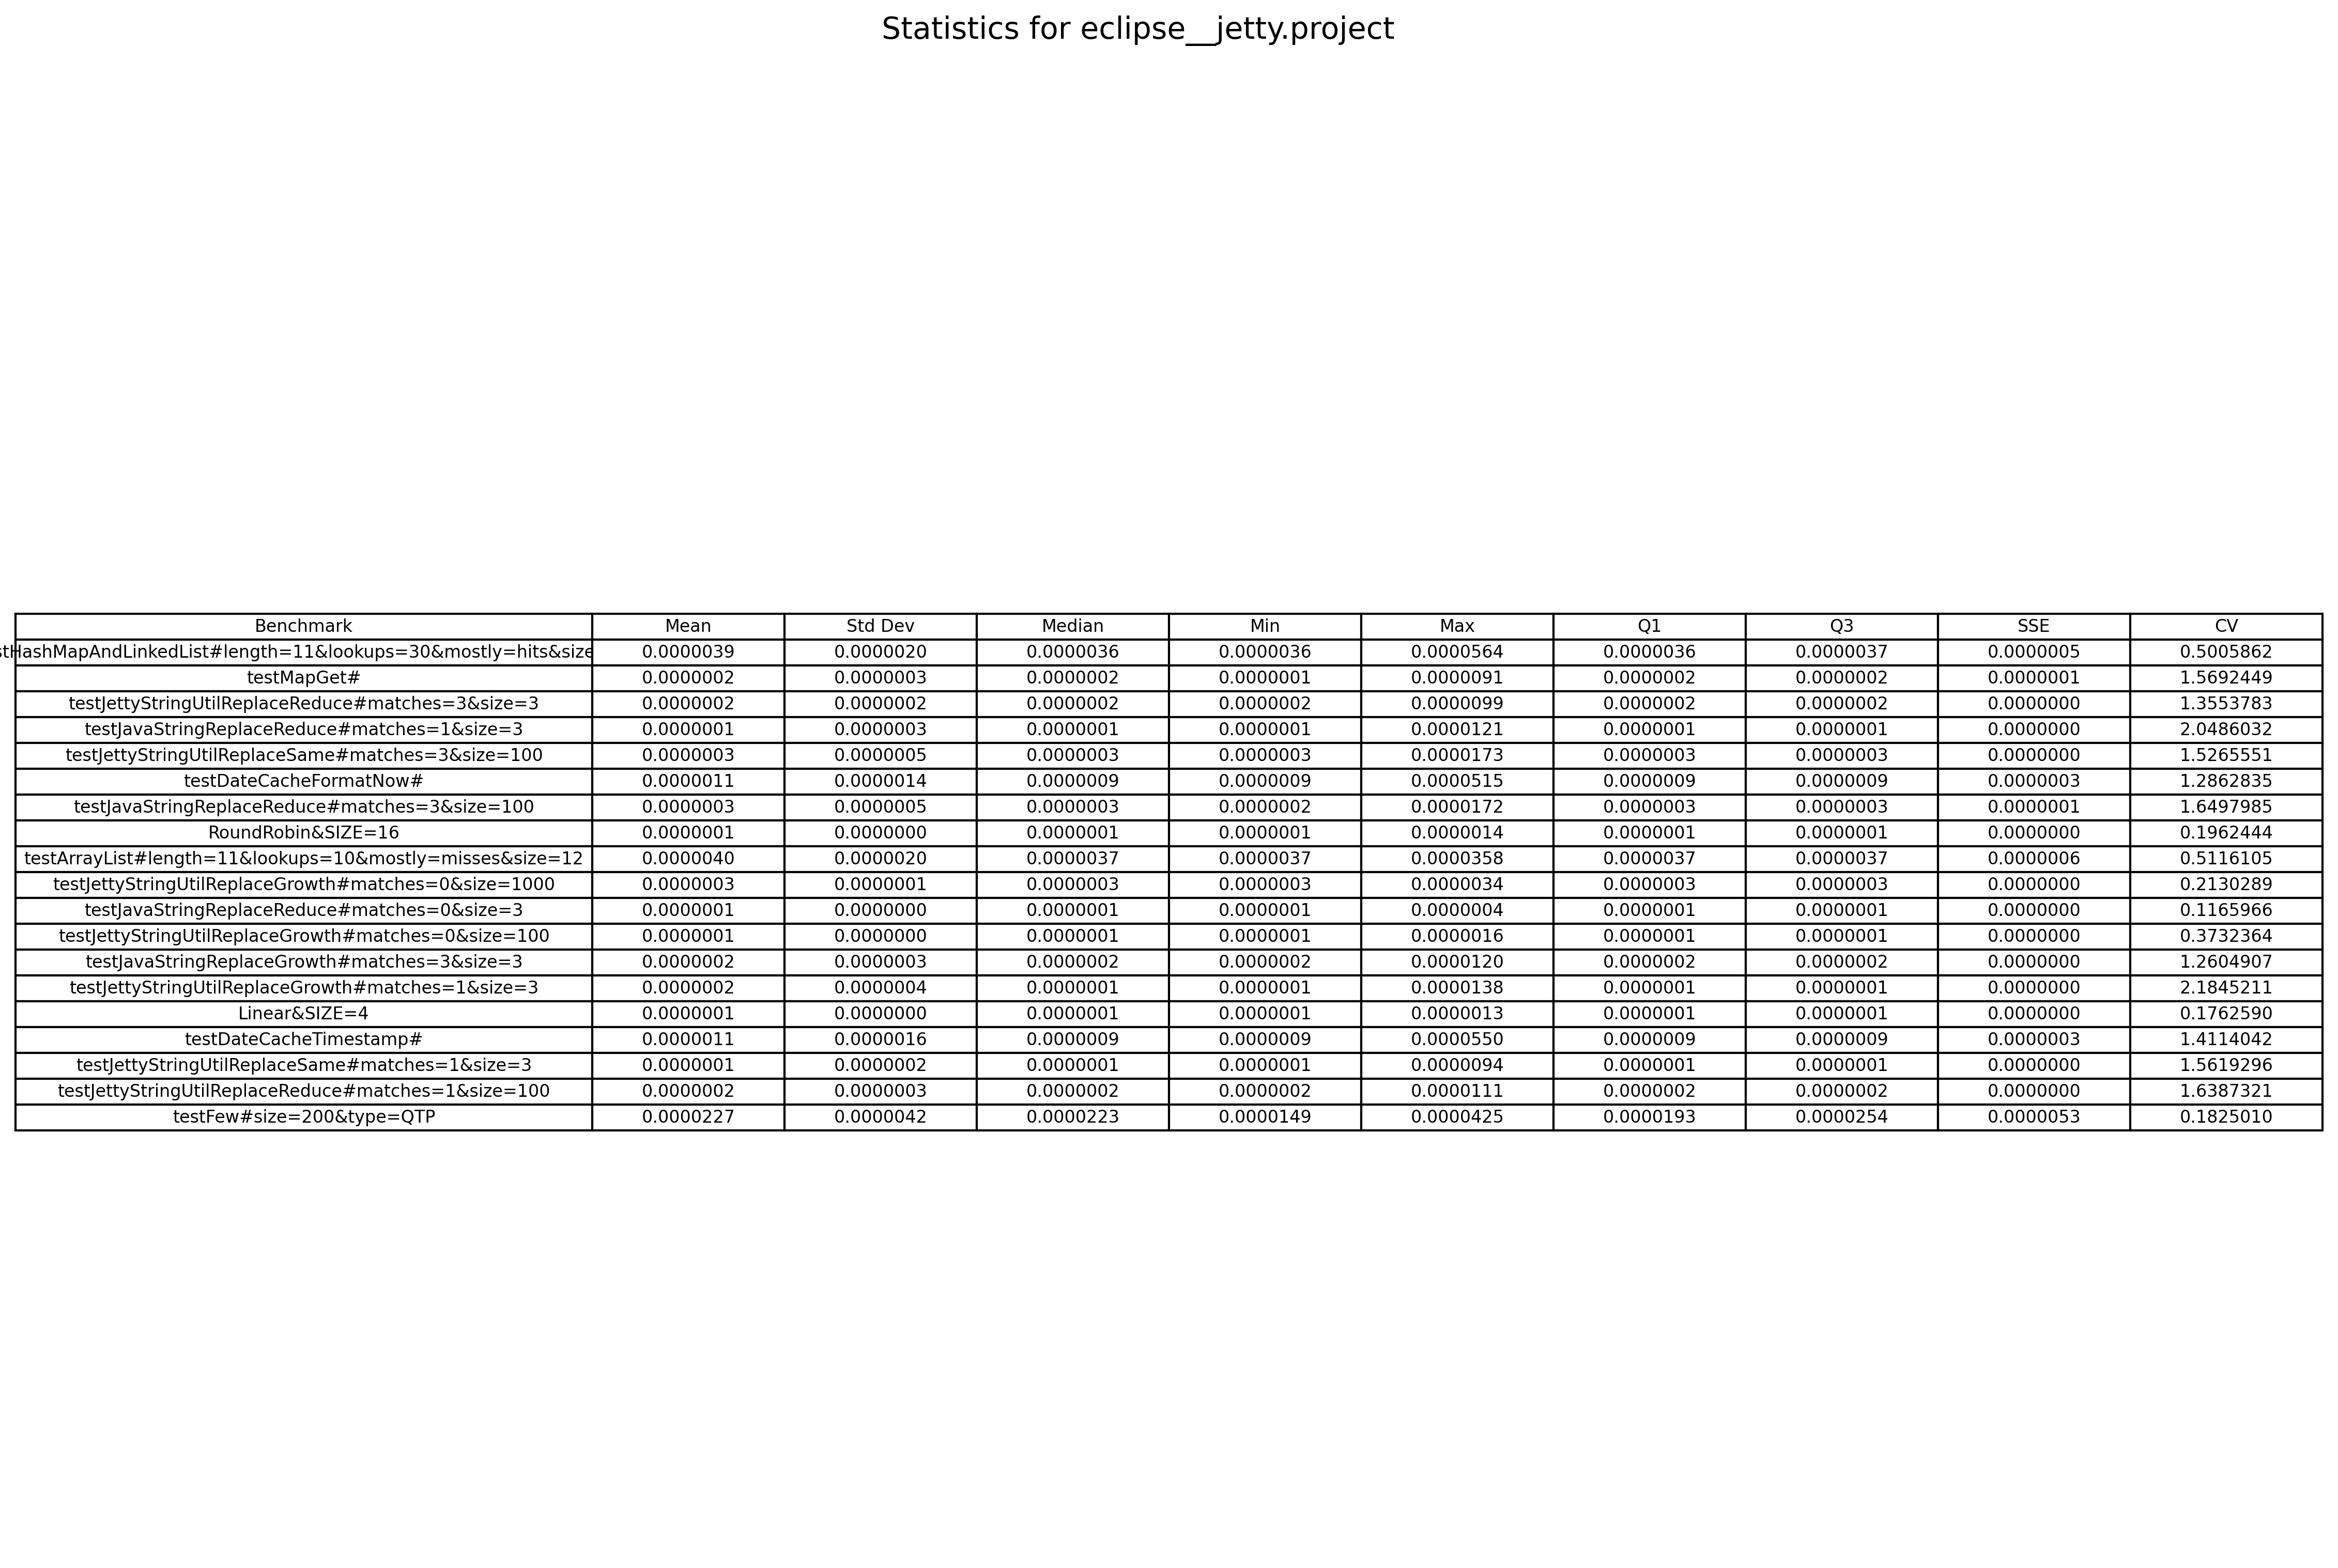 Statistics for eclipse__jetty.project
Benchmark Mean Std Dev Median Min Max Q1 Q3 SSE CV
stHashMapAndLinkedList#length=11&lookups=30&mostly=hits&size 0.0000039 0.0000020 0.0000036 0.0000036 0.0000564 0.0000036 0.0000037 0.0000005 0.5005862
testMapGet# 0.0000002 0.0000003 0.0000002 0.0000001 0.0000091 0.0000002 0.0000002 0.0000001 1.5692449
testJettyStringUtilReplaceReduce#matches=3&size=3 0.0000002 0.0000002 0.0000002 0.0000002 0.0000099 0.0000002 0.0000002 0.0000000 1.3553783
testJavaStringReplaceReduce#matches=1&size=3 0.0000001 0.0000003 0.0000001 0.0000001 0.0000121 0.0000001 0.0000001 0.0000000 2.0486032
testJettyStringUtilReplaceSame#matches=3&size=100 0.0000003 0.0000005 0.0000003 0.0000003 0.0000173 0.0000003 0.0000003 0.0000000 1.5265551
testDateCacheFormatNow# 0.0000011 0.0000014 0.0000009 0.0000009 0.0000515 0.0000009 0.0000009 0.0000003 1.2862835
testJavaStringReplaceReduce#matches=3&size=100 0.0000003 0.0000005 0.0000003 0.0000002 0.0000172 0.0000003 0.0000003 0.0000001 1.6497985
RoundRobin&SIZE=16 0.0000001 0.0000000 0.0000001 0.0000001 0.0000014 0.0000001 0.0000001 0.0000000 0.1962444
testArrayList#length=11&lookups=10&mostly=misses&size=12 0.0000040 0.0000020 0.0000037 0.0000037 0.0000358 0.0000037 0.0000037 0.0000006 0.5116105
testJettyStringUtilReplaceGrowth#matches=0&size=1000 0.0000003 0.0000001 0.0000003 0.0000003 0.0000034 0.0000003 0.0000003 0.0000000 0.2130289
testJavaStringReplaceReduce#matches=0&size=3 0.0000001 0.0000000 0.0000001 0.0000001 0.0000004 0.0000001 0.0000001 0.0000000 0.1165966
testJettyStringUtilReplaceGrowth#matches=0&size=100 0.0000001 0.0000000 0.0000001 0.0000001 0.0000016 0.0000001 0.0000001 0.0000000 0.3732364
testJavaStringReplaceGrowth#matches=3&size=3 0.0000002 0.0000003 0.0000002 0.0000002 0.0000120 0.0000002 0.0000002 0.0000000 1.2604907
testJettyStringUtilReplaceGrowth#matches=1&size=3 0.0000002 0.0000004 0.0000001 0.0000001 0.0000138 0.0000001 0.0000001 0.0000000 2.1845211
Linear&SIZE=4 0.0000001 0.0000000 0.0000001 0.0000001 0.0000013 0.0000001 0.0000001 0.0000000 0.1762590
testDateCacheTimestamp# 0.0000011 0.0000016 0.0000009 0.0000009 0.0000550 0.0000009 0.0000009 0.0000003 1.4114042
testJettyStringUtilReplaceSame#matches=1&size=3 0.0000001 0.0000002 0.0000001 0.0000001 0.0000094 0.0000001 0.0000001 0.0000000 1.5619296
testJettyStringUtilReplaceReduce#matches=1&size=100 0.0000002 0.0000003 0.0000002 0.0000002 0.0000111 0.0000002 0.0000002 0.0000000 1.6387321
testFew#size=200&type=QTP 0.0000227 0.0000042 0.0000223 0.0000149 0.0000425 0.0000193 0.0000254 0.0000053 0.1825010